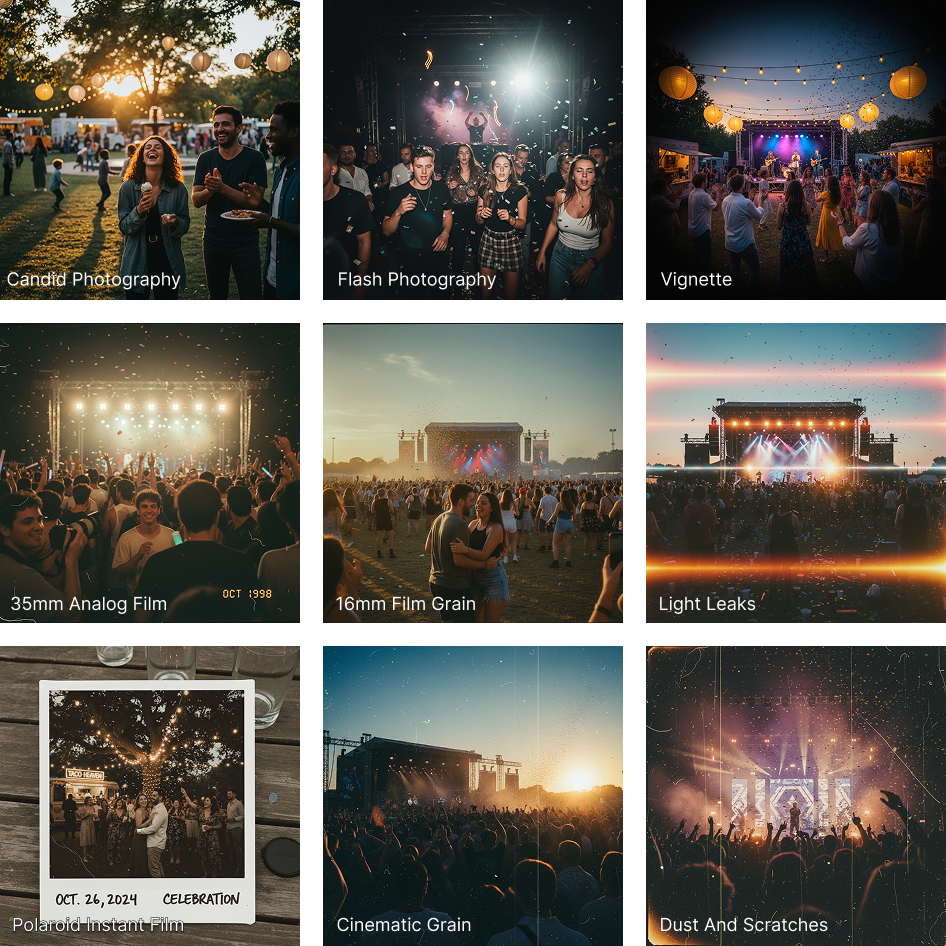 Candid Photography
Flash Photography
Vignette
35mm Analog Film
OCT 1998
16mm Film Grain
Light Leaks
TACO HEAVEN
OCT. 26, 2024 CELEBRATION
Polaroid Instant Film
Cinematic Grain
Dust And Scratches